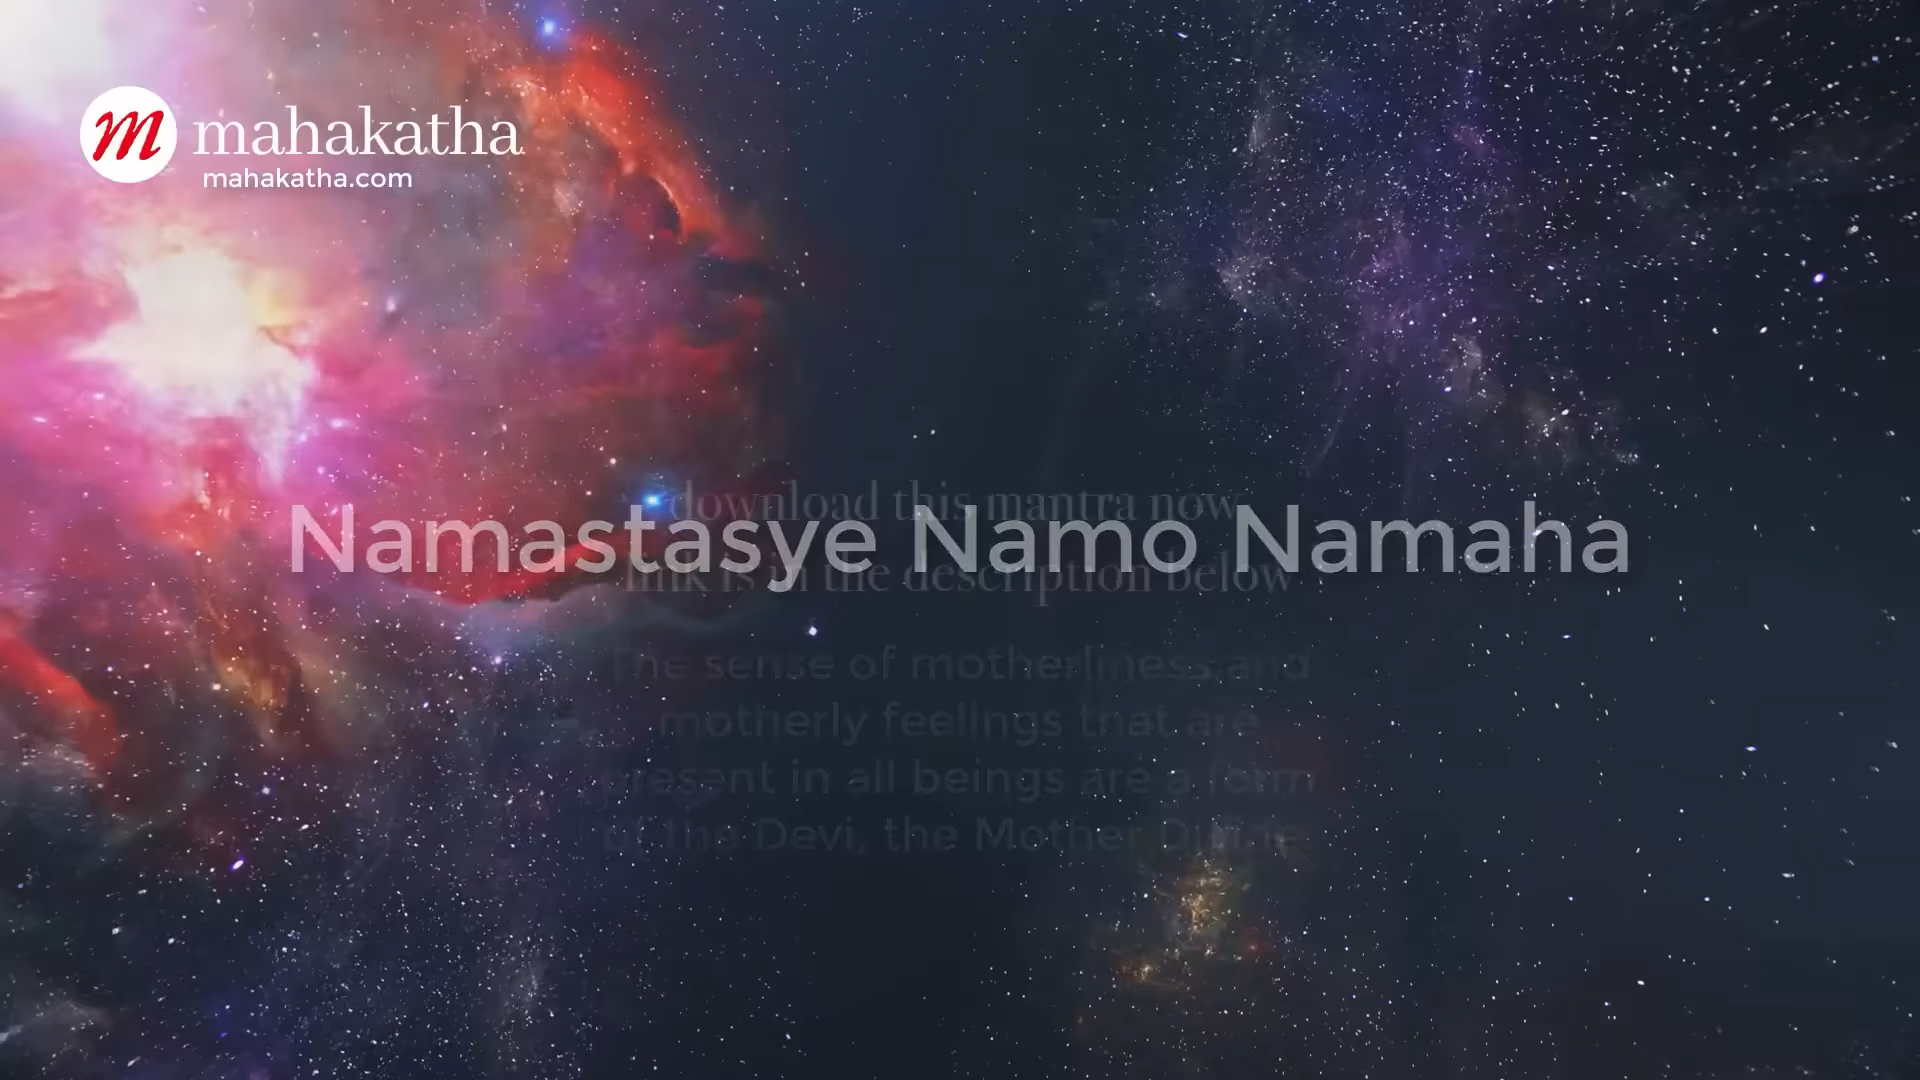 m mahakatha
mahakatha.com
download this mantra now
Namastasye Namo Namaha
link is in the description below
The sense of motherliness and
motherly feelings that are
present in all beings are a form
of the Devi, the Mother Divine